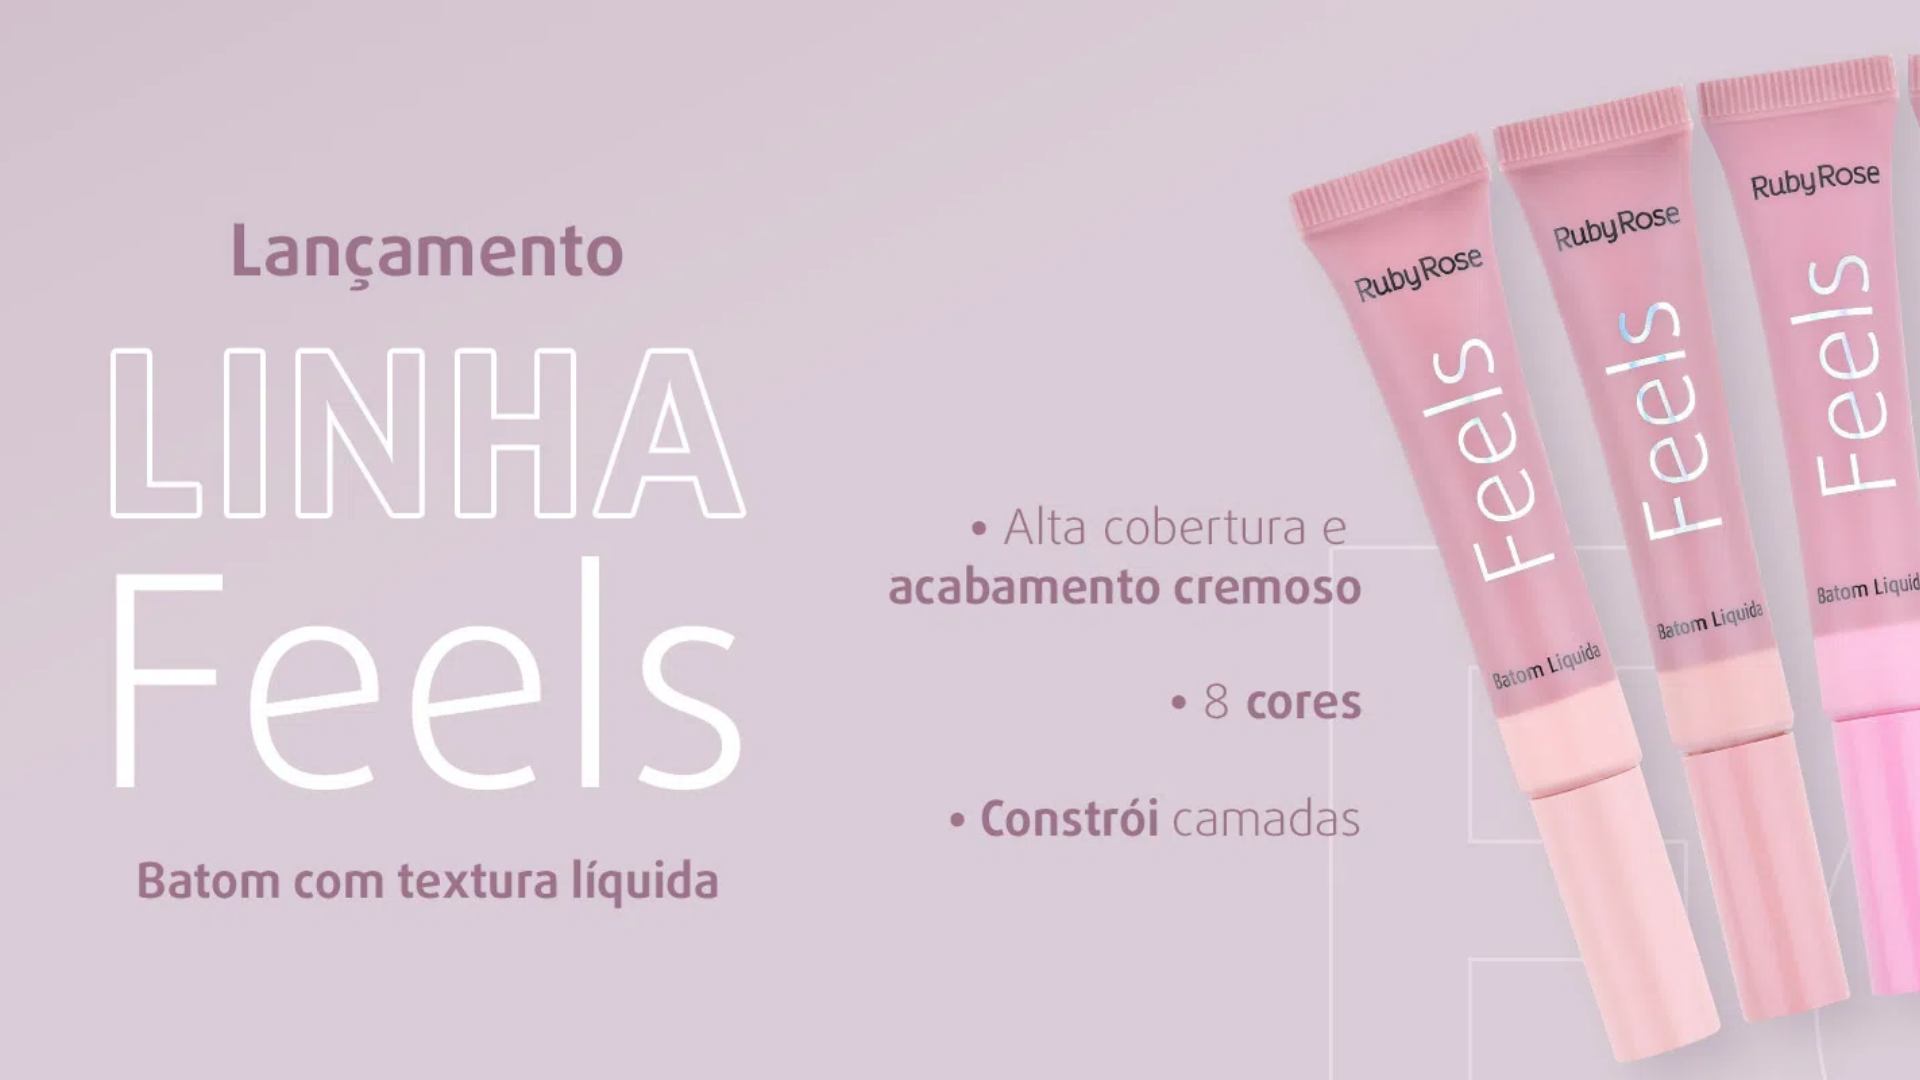 Lançamento
LINHA
Feels
Batom com textura líquida
• Alta cobertura e
acabamento cremoso
• 8 cores
• Constrói camadas
RubyRose
Feels
Batom Liquida
RubyRose
Feels
Batom Liquida
RubyRose
Feels
Batom